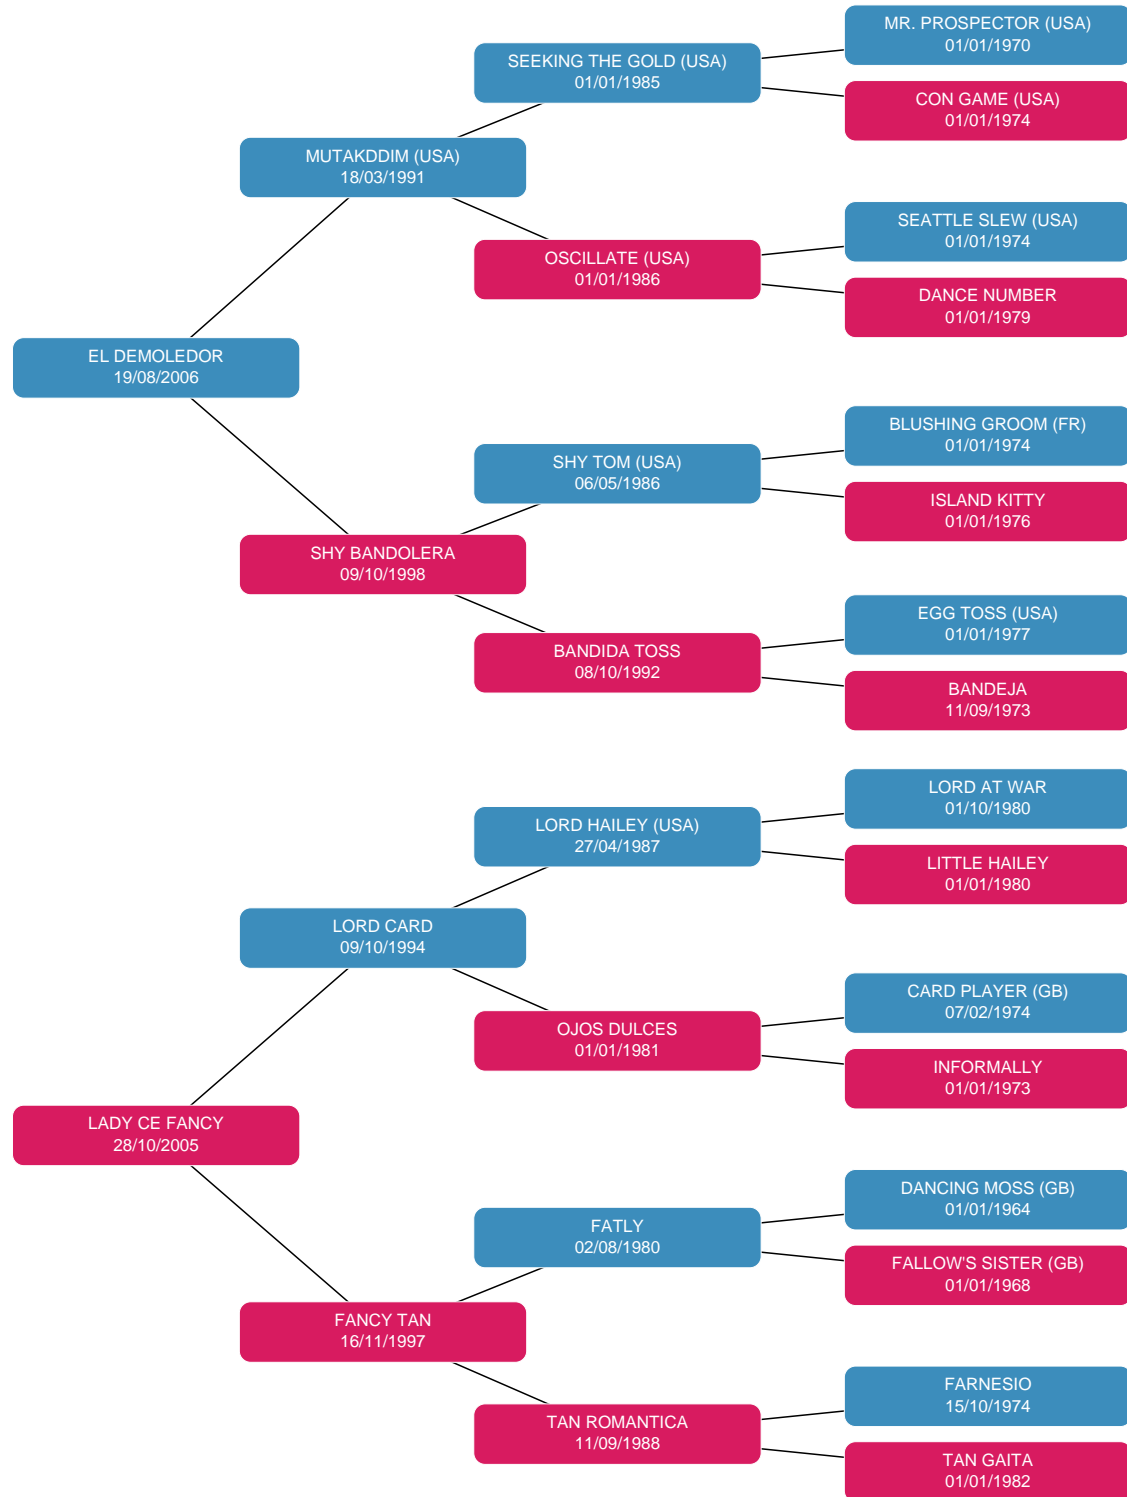 MR. PROSPECTOR (USA)
01/01/1970
SEEKING THE GOLD (USA)
01/01/1985
CON GAME (USA)
01/01/1974
MUTAKDDIM (USA)
18/03/1991
SEATTLE SLEW (USA)
01/01/1974
OSCILLATE (USA)
01/01/1986
DANCE NUMBER
01/01/1979
EL DEMOLEDOR
19/08/2006
BLUSHING GROOM (FR)
01/01/1974
SHY TOM (USA)
06/05/1986
ISLAND KITTY
01/01/1976
SHY BANDOLERA
09/10/1998
EGG TOSS (USA)
01/01/1977
BANDIDA TOSS
08/10/1992
BANDEJA
11/09/1973
LORD AT WAR
01/10/1980
LORD HAILEY (USA)
27/04/1987
LITTLE HAILEY
01/01/1980
LORD CARD
09/10/1994
CARD PLAYER (GB)
07/02/1974
OJOS DULCES
01/01/1981
INFORMALLY
01/01/1973
LADY CE FANCY
28/10/2005
DANCING MOSS (GB)
01/01/1964
FATLY
02/08/1980
FALLOW'S SISTER (GB)
01/01/1968
FANCY TAN
16/11/1997
FARNESIO
15/10/1974
TAN ROMANTICA
11/09/1988
TAN GAITA
01/01/1982